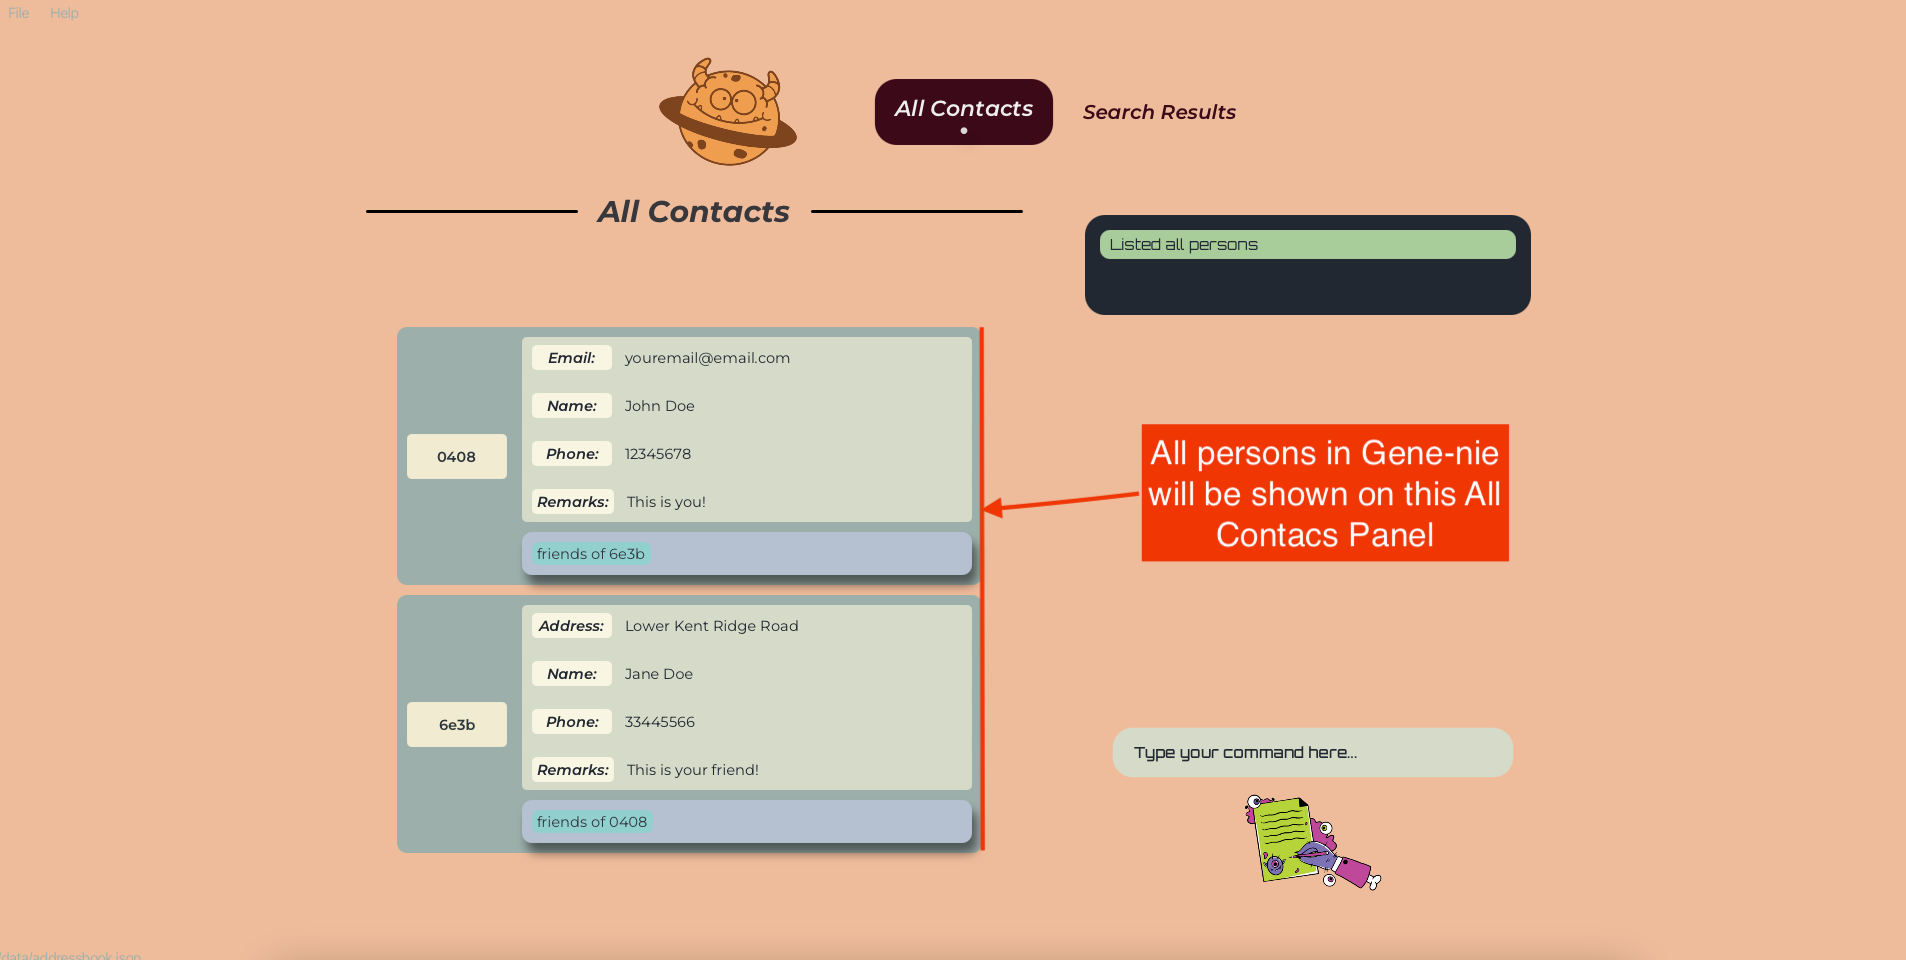 File Help
All Contacts
Search Results
All Contacts
Listed all persons
Email: youremail@email.com
Name: John Doe
0408
Phone: 12345678
Remarks: This is you!
friends of 6e3b
All persons in Gene-nie
will be shown on this All
Contacs Panel
Address: Lower Kent Ridge Road
Name: Jane Doe
6e3b
Phone: 33445566
Remarks: This is your friend!
friends of 0408
Type your command here...
/data/addressbook.json